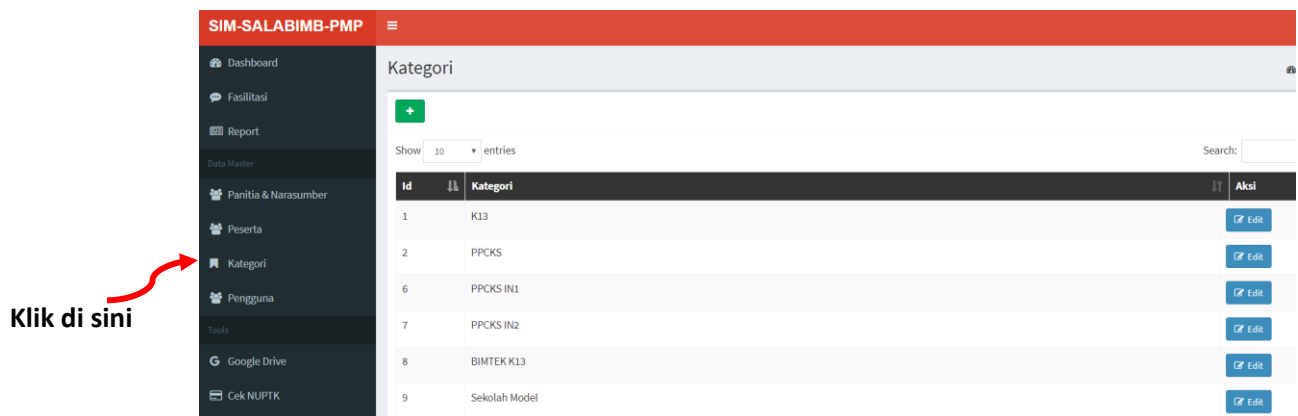 SIM-SALABIMB-PMP
Dashboard
Fasilitasi
Report
Data Master
Panitia & Narasumber
Peserta
Kategori
Pengguna
Tools
Google Drive
Cek NUPTK
Klik di sini
Kategori
+
Show 10 entries Search:
Id Kategori Aksi
1 K13 Edit
2 PPCKS Edit
6 PPCKS IN1 Edit
7 PPCKS IN2 Edit
8 BIMTEK K13 Edit
9 Sekolah Model Edit